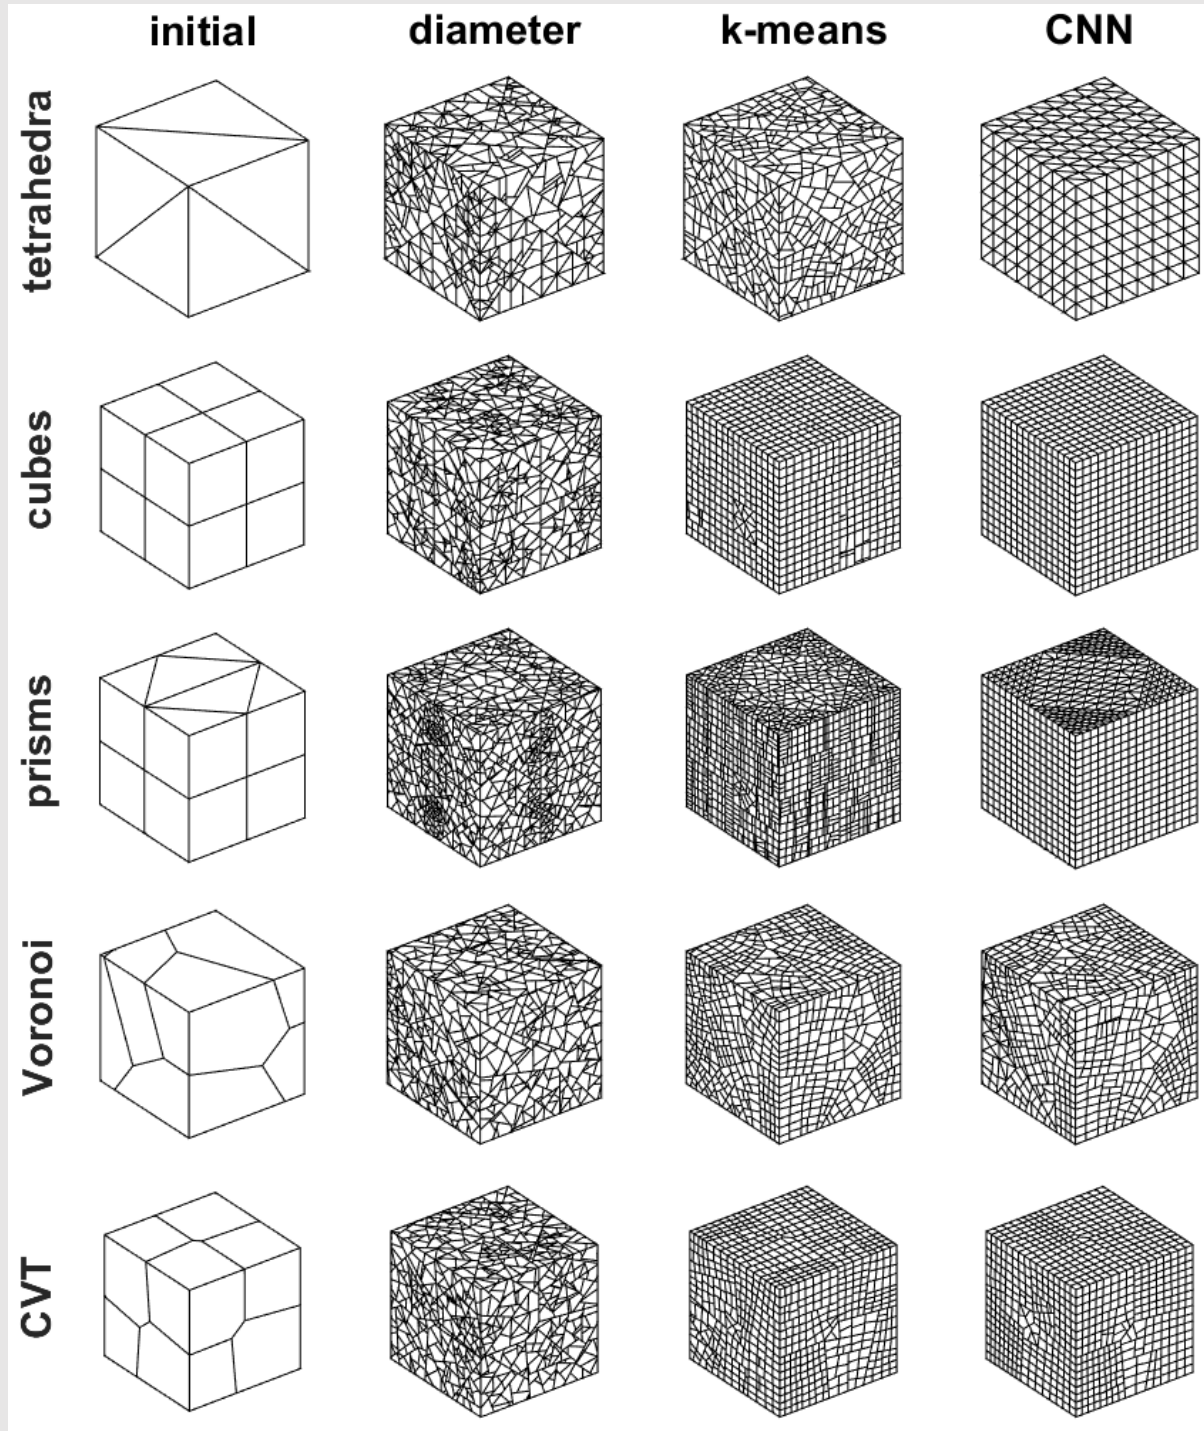 initial diameter k-means CNN
tetrahedra
cubes
prisms
Voronoi
CVT